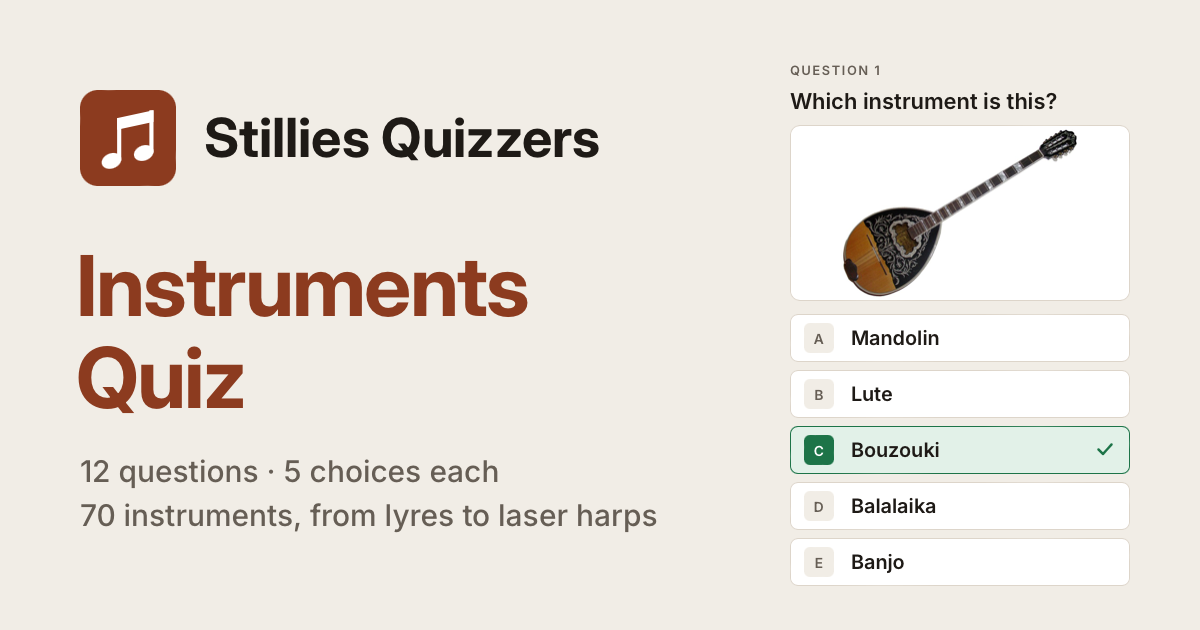 Stillies Quizzers
Instruments
Quiz
12 questions · 5 choices each
70 instruments, from lyres to laser harps
QUESTION 1
Which instrument is this?
A Mandolin
B Lute
C Bouzouki
D Balalaika
E Banjo